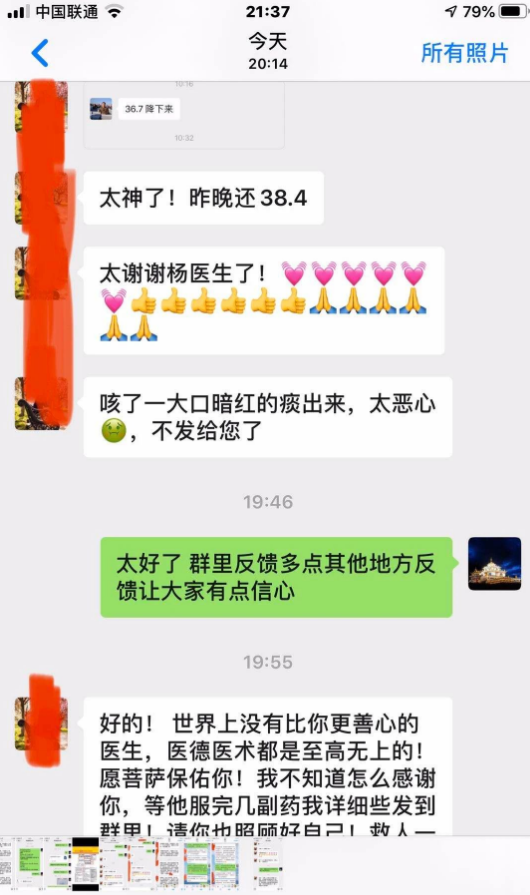 中国联通
21:37
79%
今天
20:14
所有照片
10:16
36.7 降下来
10:32
太神了！昨晚还 38.4
太谢谢杨医生了！💓💓💓💓💓
💓👍👍👍👍👍👍🙏🙏🙏🙏
🙏🙏
咳了一大口暗红的痰出来，太恶心
🤢，不发给您了
19:46
太好了 群里反馈多点其他地方反
馈让大家有点信心
19:55
好的！ 世界上没有比你更善心的
医生，医德医术都是至高无上的！
愿菩萨保佑你！我不知道怎么感谢
你，等他服完几副药我详细些发到
群里！请你也照顾好自己！救人一